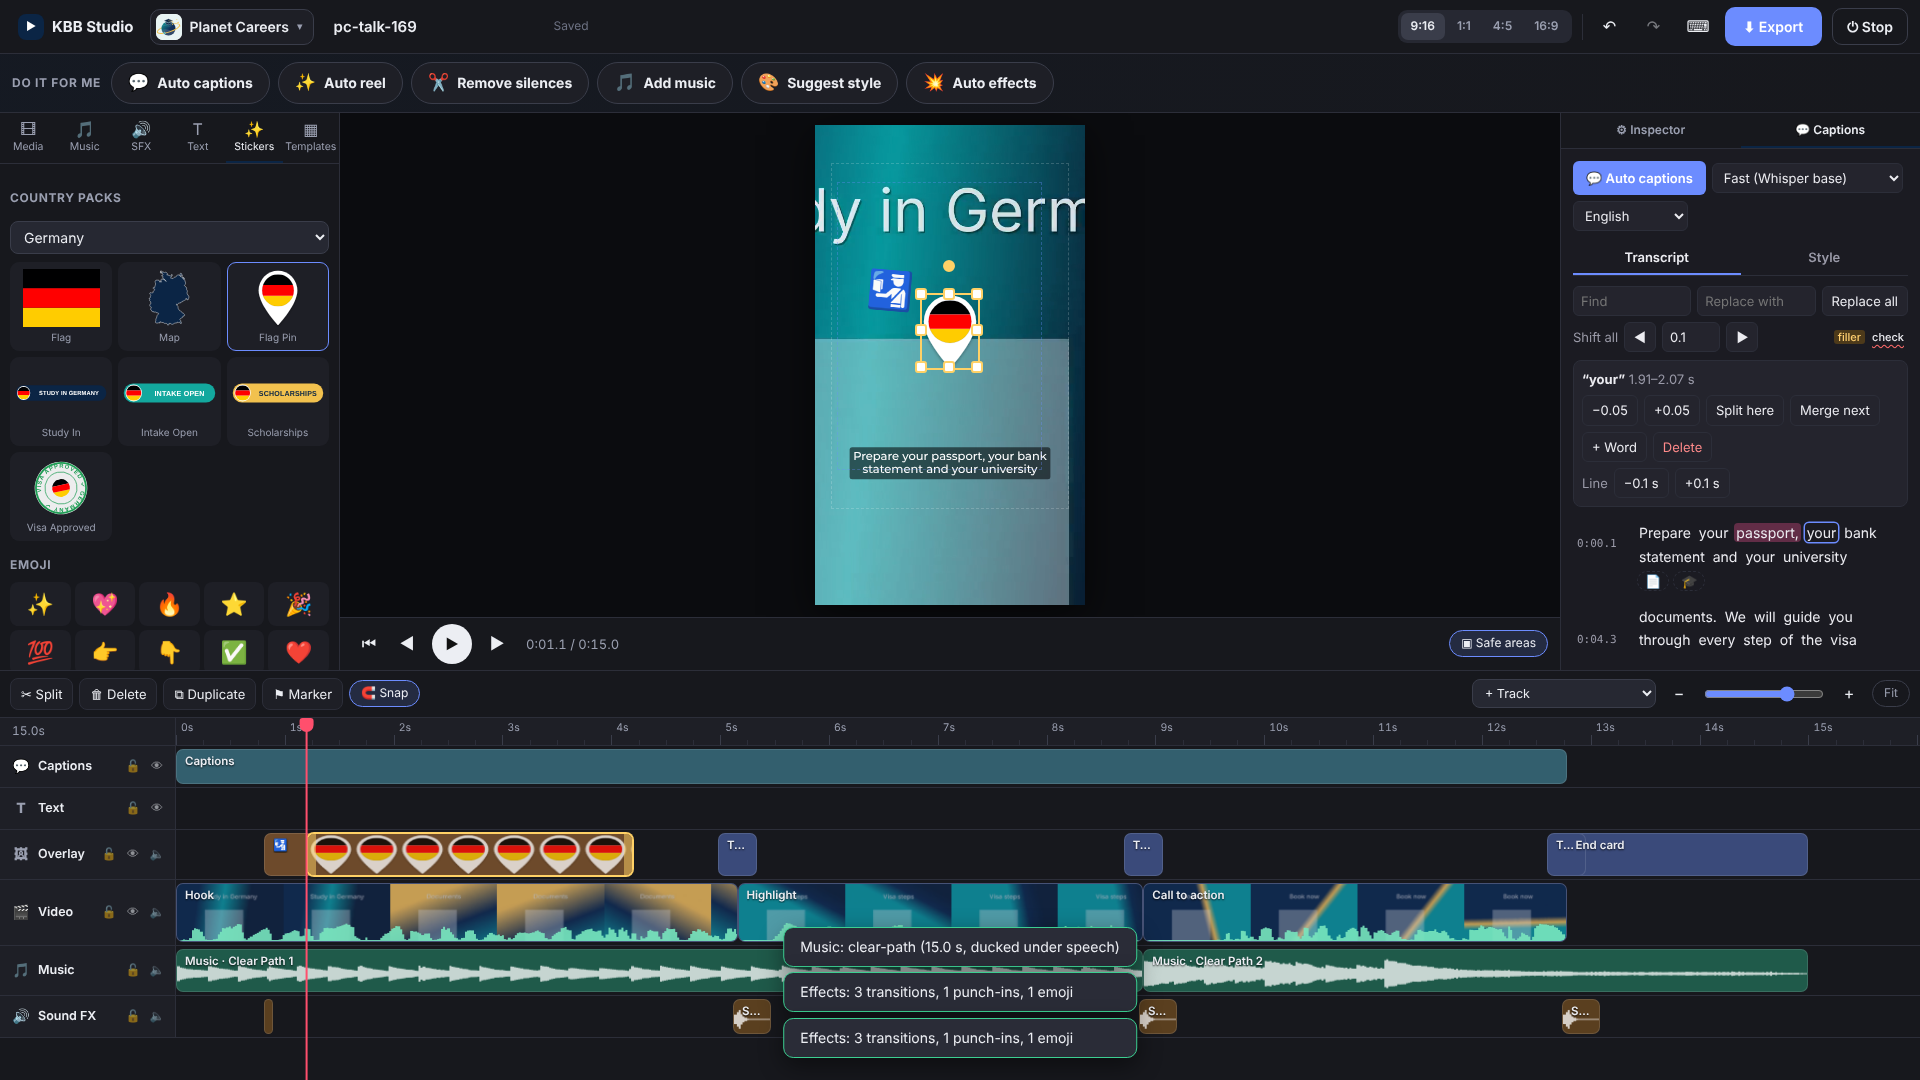 KBB Studio
Planet Careers
pc-talk-169
Saved
9:16 1:1 4:5 16:9
Export
Stop
DO IT FOR ME
Auto captions
Auto reel
Remove silences
Add music
Suggest style
Auto effects
Media
Music
SFX
Text
Stickers
Templates
COUNTRY PACKS
Germany
Flag
Map
Flag Pin
STUDY IN GERMANY
INTAKE OPEN
SCHOLARSHIPS
Study In
Intake Open
Scholarships
Visa Approved
EMOJI
dy in Germ
Prepare your passport, your bank
statement and your university
0:01.1 / 0:15.0
Safe areas
Inspector
Captions
Auto captions
Fast (Whisper base)
English
Transcript
Style
Find
Replace with
Replace all
Shift all
0.1
filler
check
“your” 1.91–2.07 s
−0.05
+0.05
Split here
Merge next
+ Word
Delete
Line
−0.1 s
+0.1 s
0:00.1
Prepare your passport, your bank
statement and your university
documents. We will guide you
0:04.3
through every step of the visa
Split
Delete
Duplicate
Marker
Snap
+ Track
Fit
15.0s
0s 1s 2s 3s 4s 5s 6s 7s 8s 9s 10s 11s 12s 13s 14s 15s
Captions
Captions
Text
Overlay
T...
T...
T... End card
Video
Hook
Highlight
Call to action
Book now
Book now
Book now
Music
Music · Clear Path 1
Music · Clear Path 2
Sound FX
S...
S...
S...
Music: clear-path (15.0 s, ducked under speech)
Effects: 3 transitions, 1 punch-ins, 1 emoji
Effects: 3 transitions, 1 punch-ins, 1 emoji